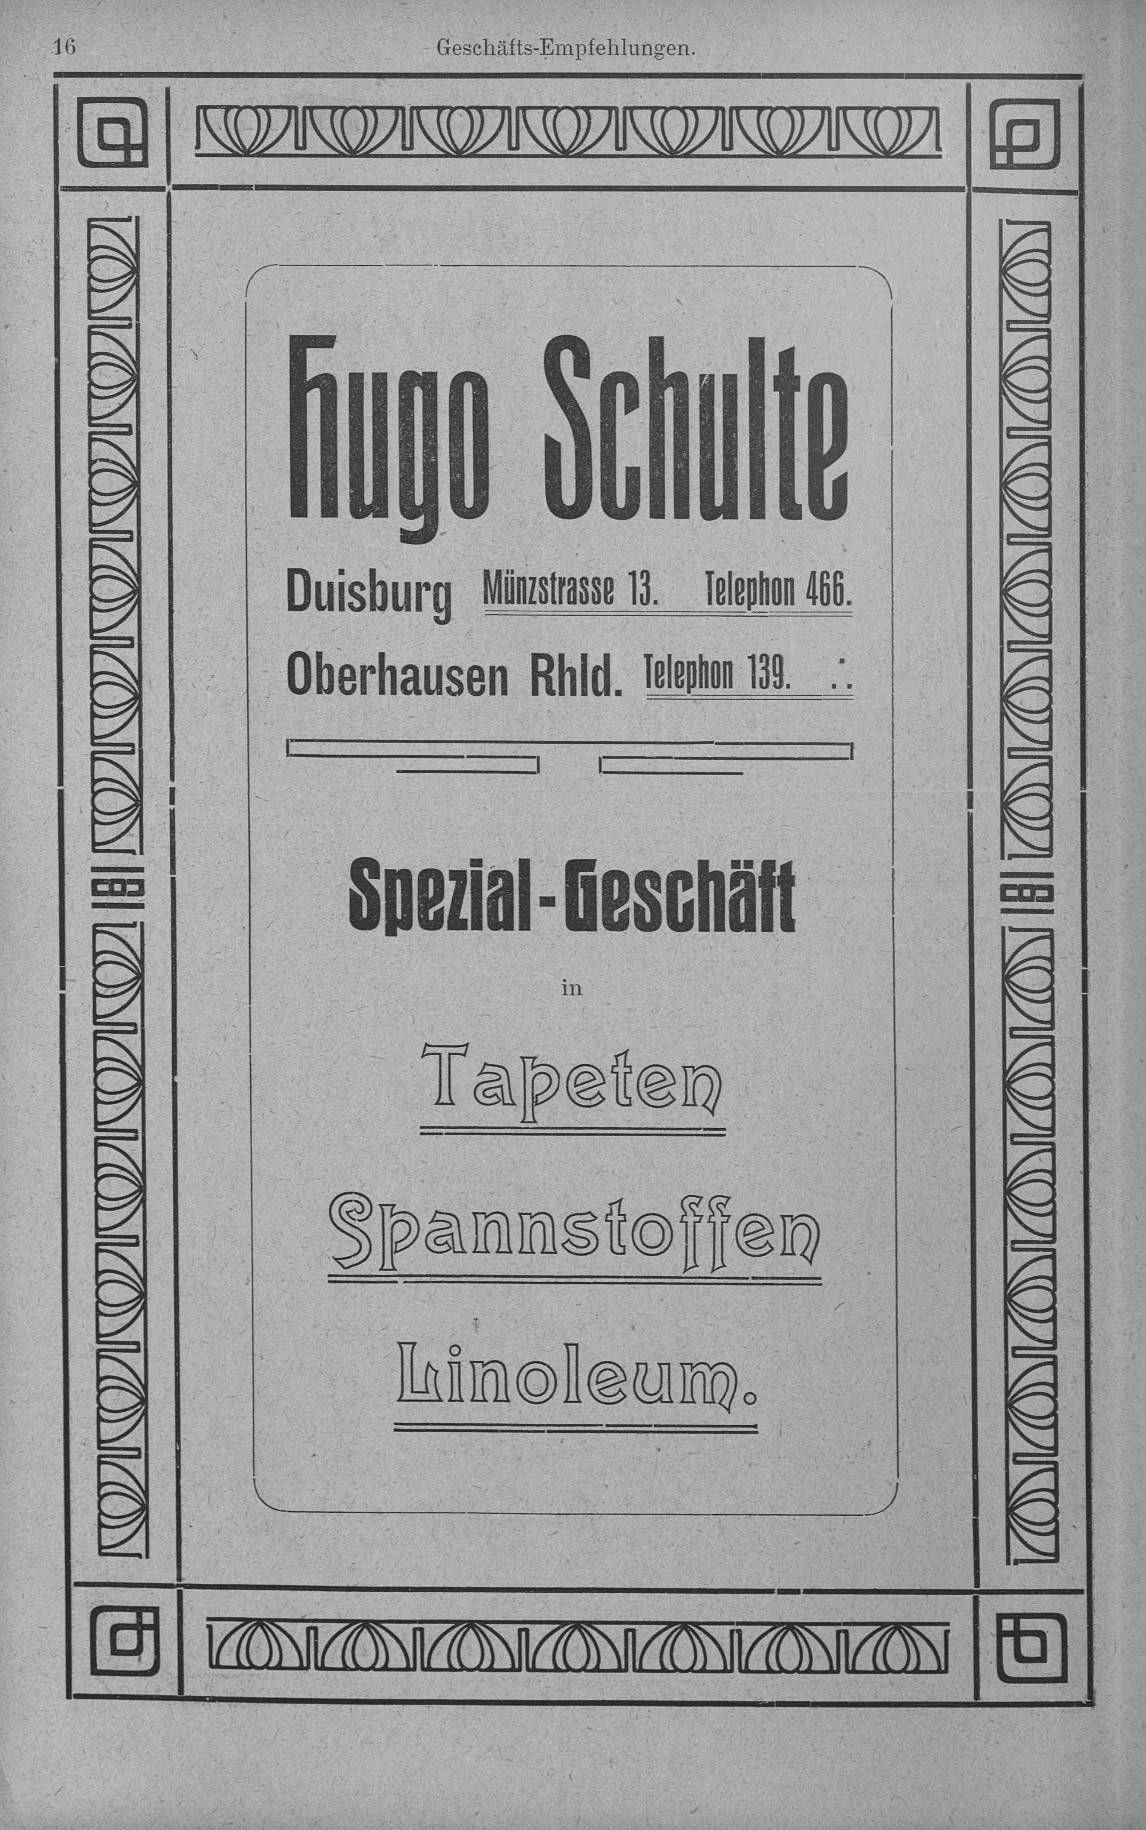 16
Geschäfts-Empfehlungen.
Hugo Schulte
Duisburg Münzstrasse 13. Telephon 466.
Oberhausen Rhld. Telephon 139.
Spezial-Geschäft
in
Tapeten
Spannstoffen
Linoleum.